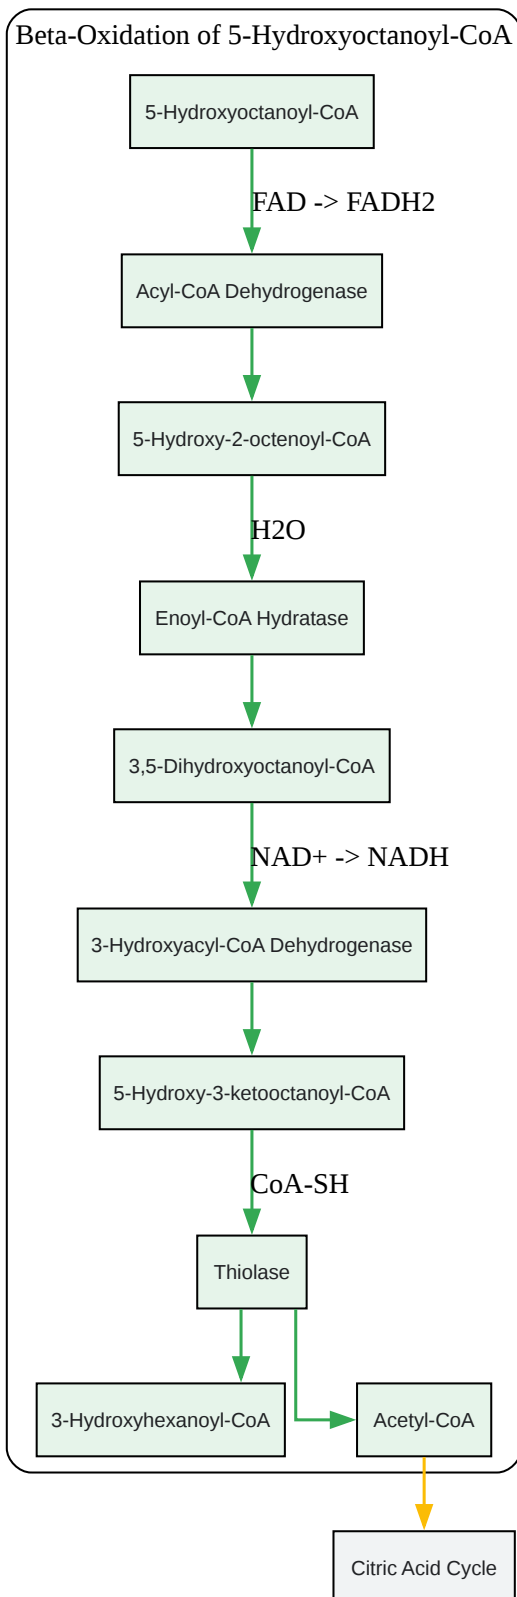 Beta-Oxidation of 5-Hydroxyoctanoyl-CoA
5-Hydroxyoctanoyl-CoA
FAD -> FADH2
Acyl-CoA Dehydrogenase
5-Hydroxy-2-octenoyl-CoA
H2O
Enoyl-CoA Hydratase
3,5-Dihydroxyoctanoyl-CoA
NAD+ -> NADH
3-Hydroxyacyl-CoA Dehydrogenase
5-Hydroxy-3-ketooctanoyl-CoA
CoA-SH
Thiolase
3-Hydroxyhexanoyl-CoA
Acetyl-CoA
Citric Acid Cycle